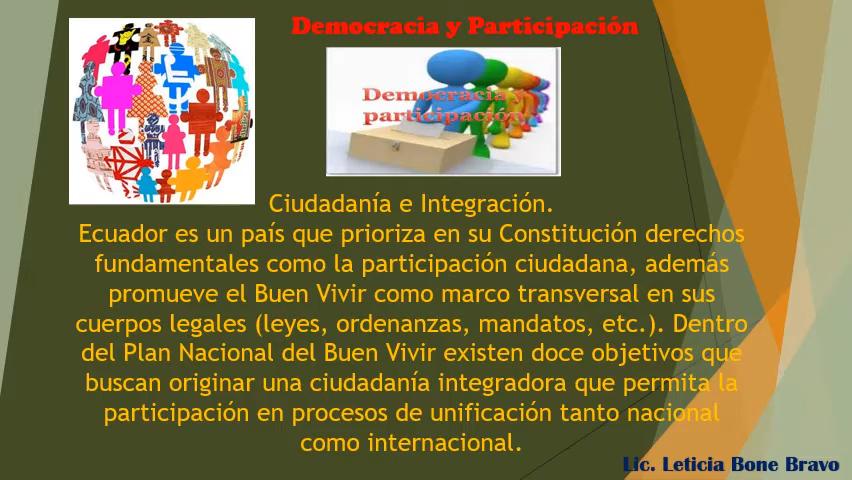 Democracia y Participación
Democracia
participación
Ciudadanía e Integración.
Ecuador es un país que prioriza en su Constitución derechos
fundamentales como la participación ciudadana, además
promueve el Buen Vivir como marco transversal en sus
cuerpos legales (leyes, ordenanzas, mandatos, etc.). Dentro
del Plan Nacional del Buen Vivir existen doce objetivos que
buscan originar una ciudadanía integradora que permita la
participación en procesos de unificación tanto nacional
como internacional.
Lic. Leticia Bone Bravo